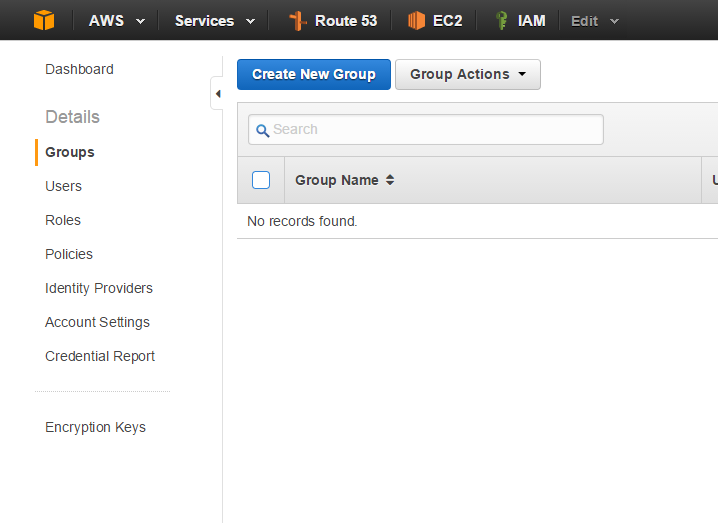 AWS Services Route 53 EC2 IAM Edit
Dashboard
Details
Groups
Users
Roles
Policies
Identity Providers
Account Settings
Credential Report
Encryption Keys
Create New Group Group Actions
Search
Group Name
No records found.